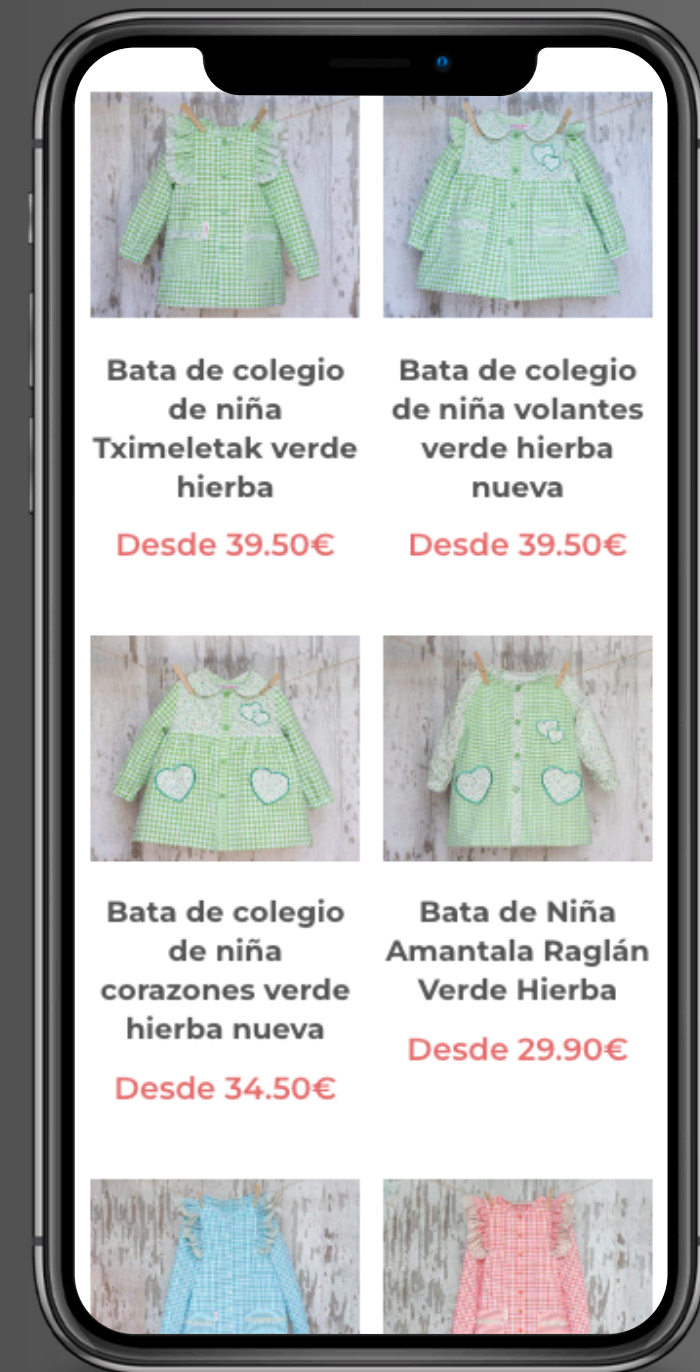 Bata de colegio
de niña
Tximeletak verde
hierba
Desde 39.50€
Bata de colegio
de niña volantes
verde hierba
nueva
Desde 39.50€
Bata de colegio
de niña
corazones verde
hierba nueva
Desde 34.50€
Bata de Niña
Amantala Raglán
Verde Hierba
Desde 29.90€